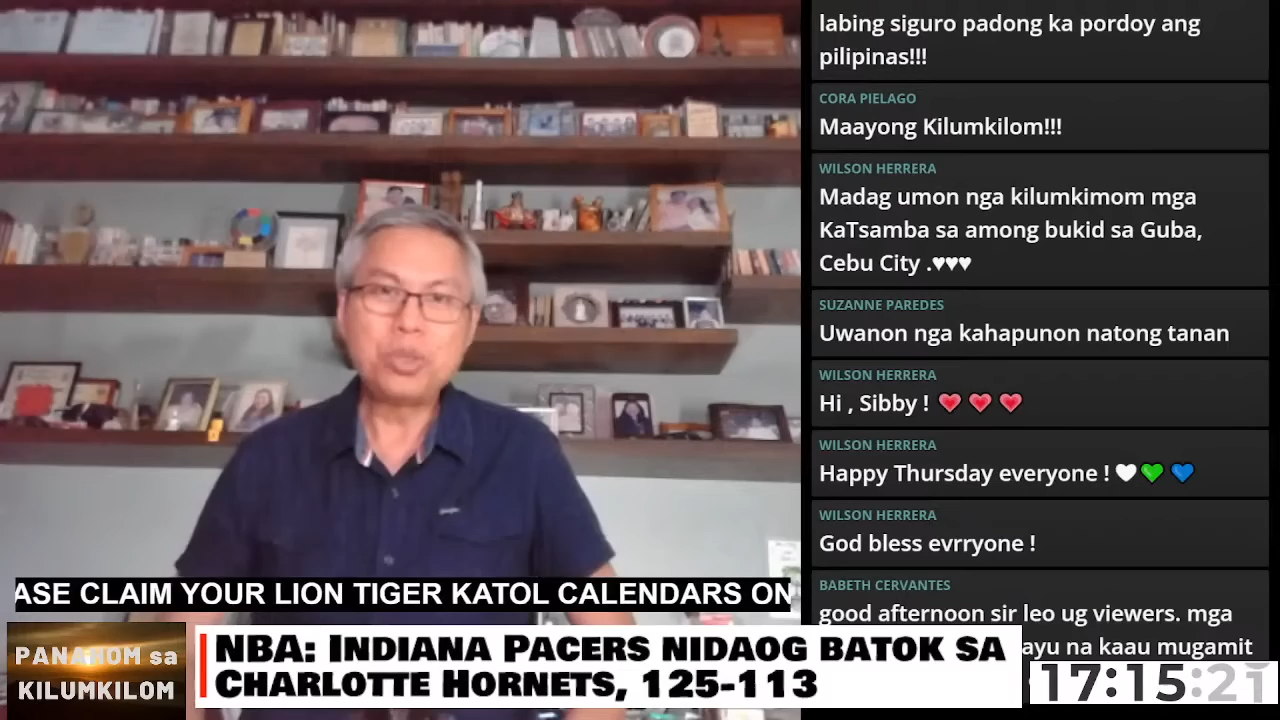 labing siguro padong ka pordoy ang
pilipinas!!!
CORA PIELAGO
Maayong Kilumkilom!!!
WILSON HERRERA
Madag umon nga kilumkimom mga
KaTsamba sa among bukid sa Guba,
Cebu City .♥♥♥
SUZANNE PAREDES
Uwanon nga kahapunon natong tanan
WILSON HERRERA
Hi , Sibby ! ❤️ ❤️ ❤️
WILSON HERRERA
Happy Thursday everyone ! 🤍💚 💙
WILSON HERRERA
God bless evrryone !
BABETH CERVANTES
good afternoon sir leo ug viewers. mga
ayu na kaau mugamit
ASE CLAIM YOUR LION TIGER KATOL CALENDARS ON
PANAHOM sa
KILUMKILOM
NBA: INDIANA PACERS NIDAOG BATOK SA
CHARLOTTE HORNETS, 125-113
17:15:21